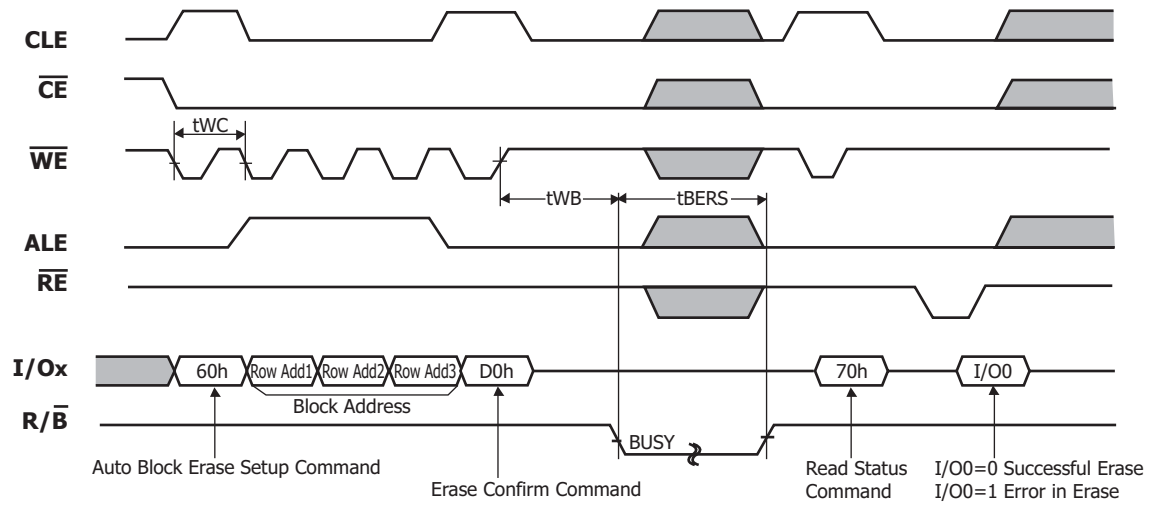 CLE
CE
tWC
WE
tWB
tBERS
ALE
RE
I/Ox
60h
Row Add1
Row Add2
Row Add3
D0h
70h
I/O0
Block Address
R/B
BUSY
Auto Block Erase Setup Command
Erase Confirm Command
Read Status
Command
I/O0=0 Successful Erase
I/O0=1 Error in Erase